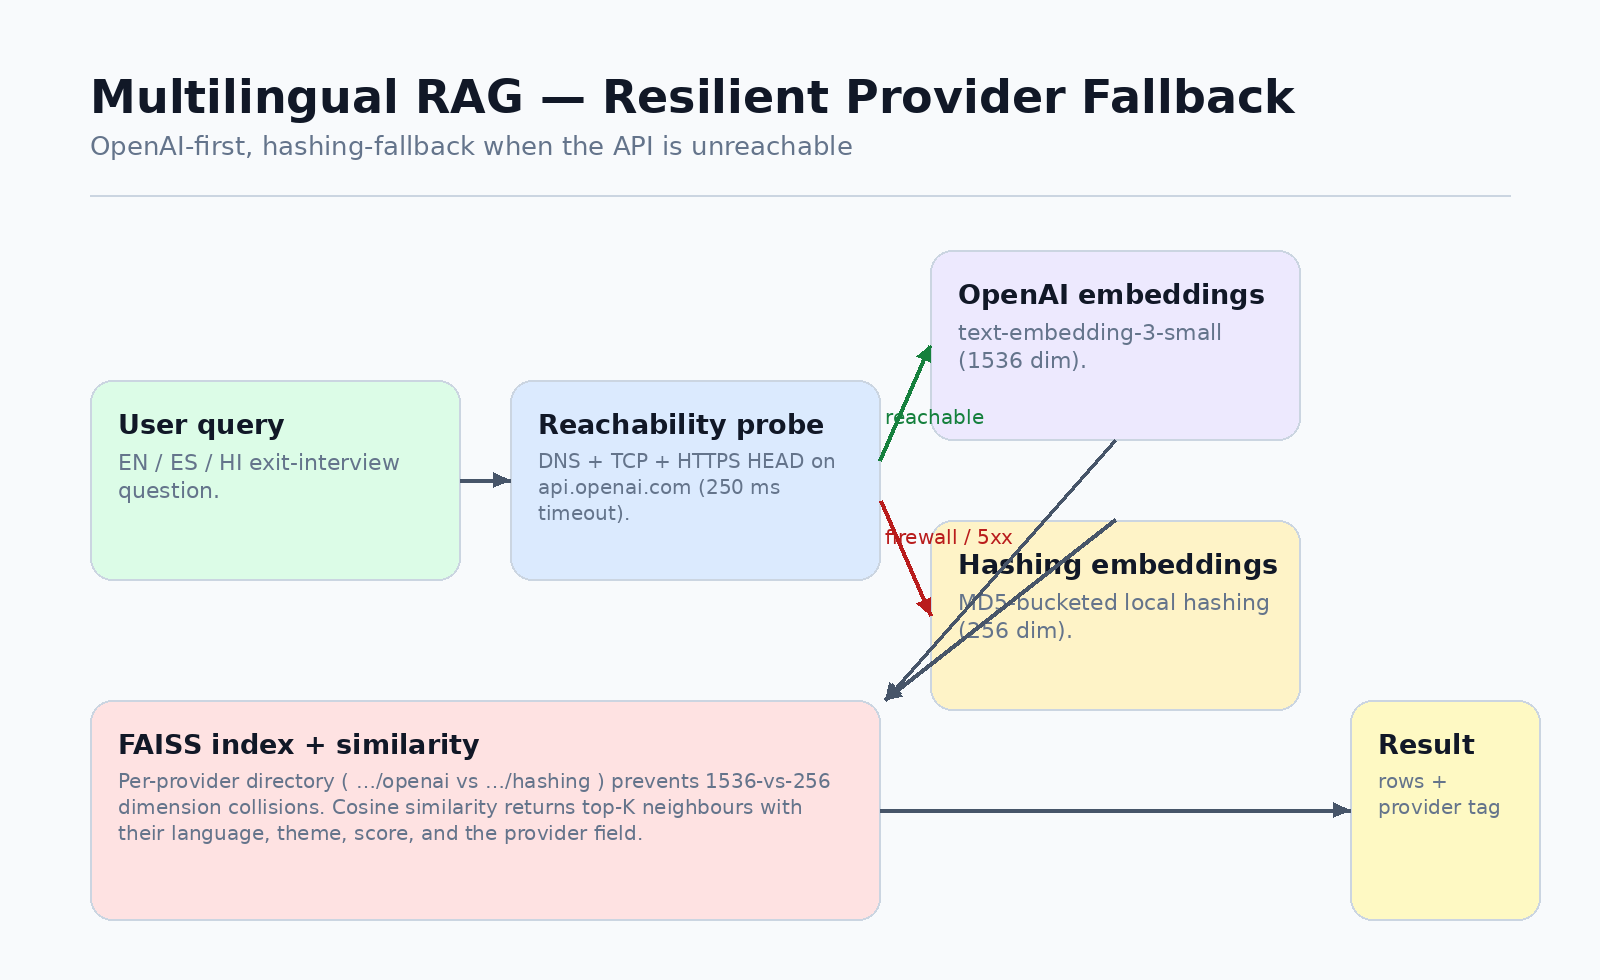 Multilingual RAG — Resilient Provider Fallback
OpenAI-first, hashing-fallback when the API is unreachable
User query
EN / ES / HI exit-interview
question.
Reachability probe
DNS + TCP + HTTPS HEAD on
api.openai.com (250 ms
timeout).
reachable
firewall / 5xx
OpenAI embeddings
text-embedding-3-small
(1536 dim).
Hashing embeddings
MD5-bucketed local hashing
(256 dim).
FAISS index + similarity
Per-provider directory ( …/openai vs …/hashing ) prevents 1536-vs-256
dimension collisions. Cosine similarity returns top-K neighbours with
their language, theme, score, and the provider field.
Result
rows +
provider tag